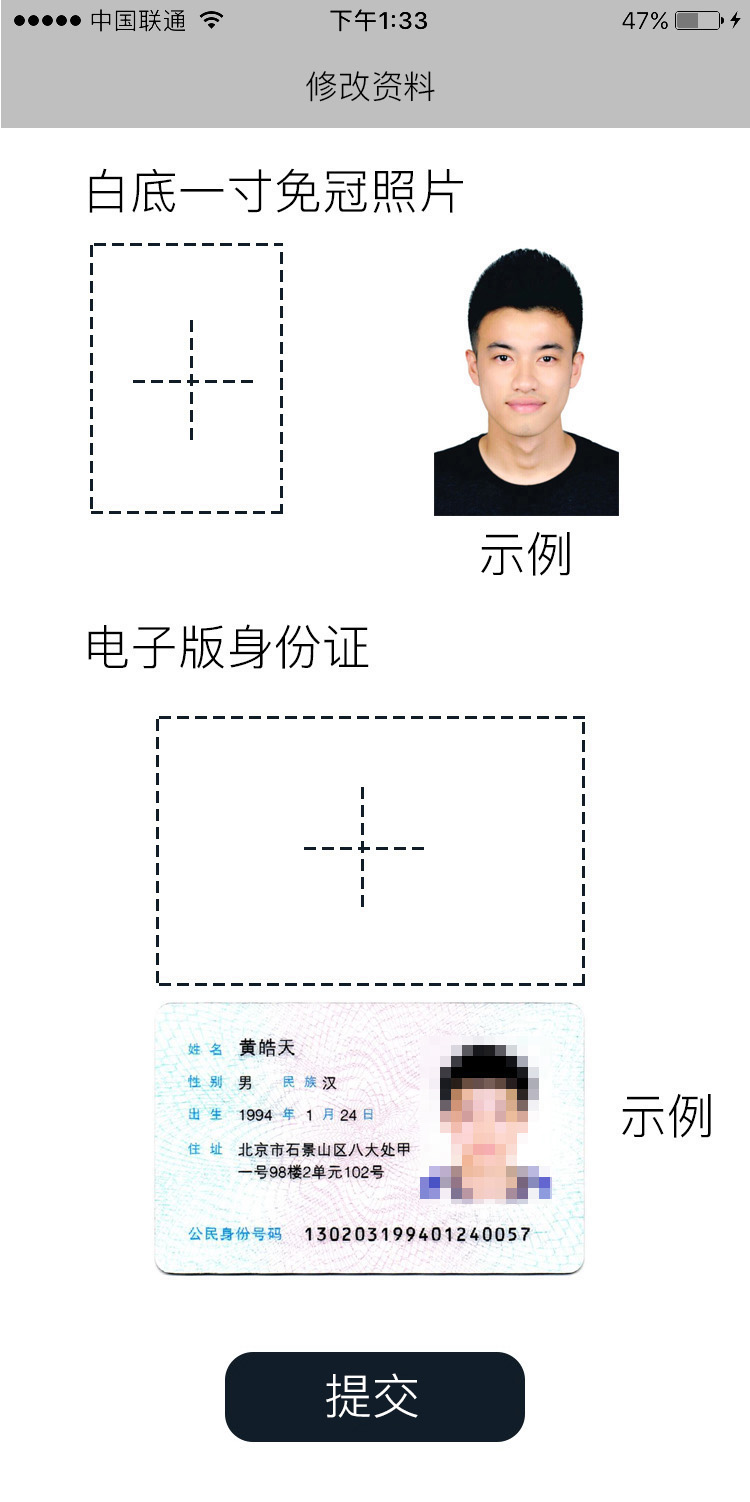 中国联通 下午1:33 47%
修改资料
白底一寸免冠照片
示例
电子版身份证
姓名 黄皓天
性别 男 民族 汉
出生 1994 年 1 月 24 日
住址 北京市石景山区八大处甲
一号98楼2单元102号
示例
公民身份号码 130203199401240057
提交